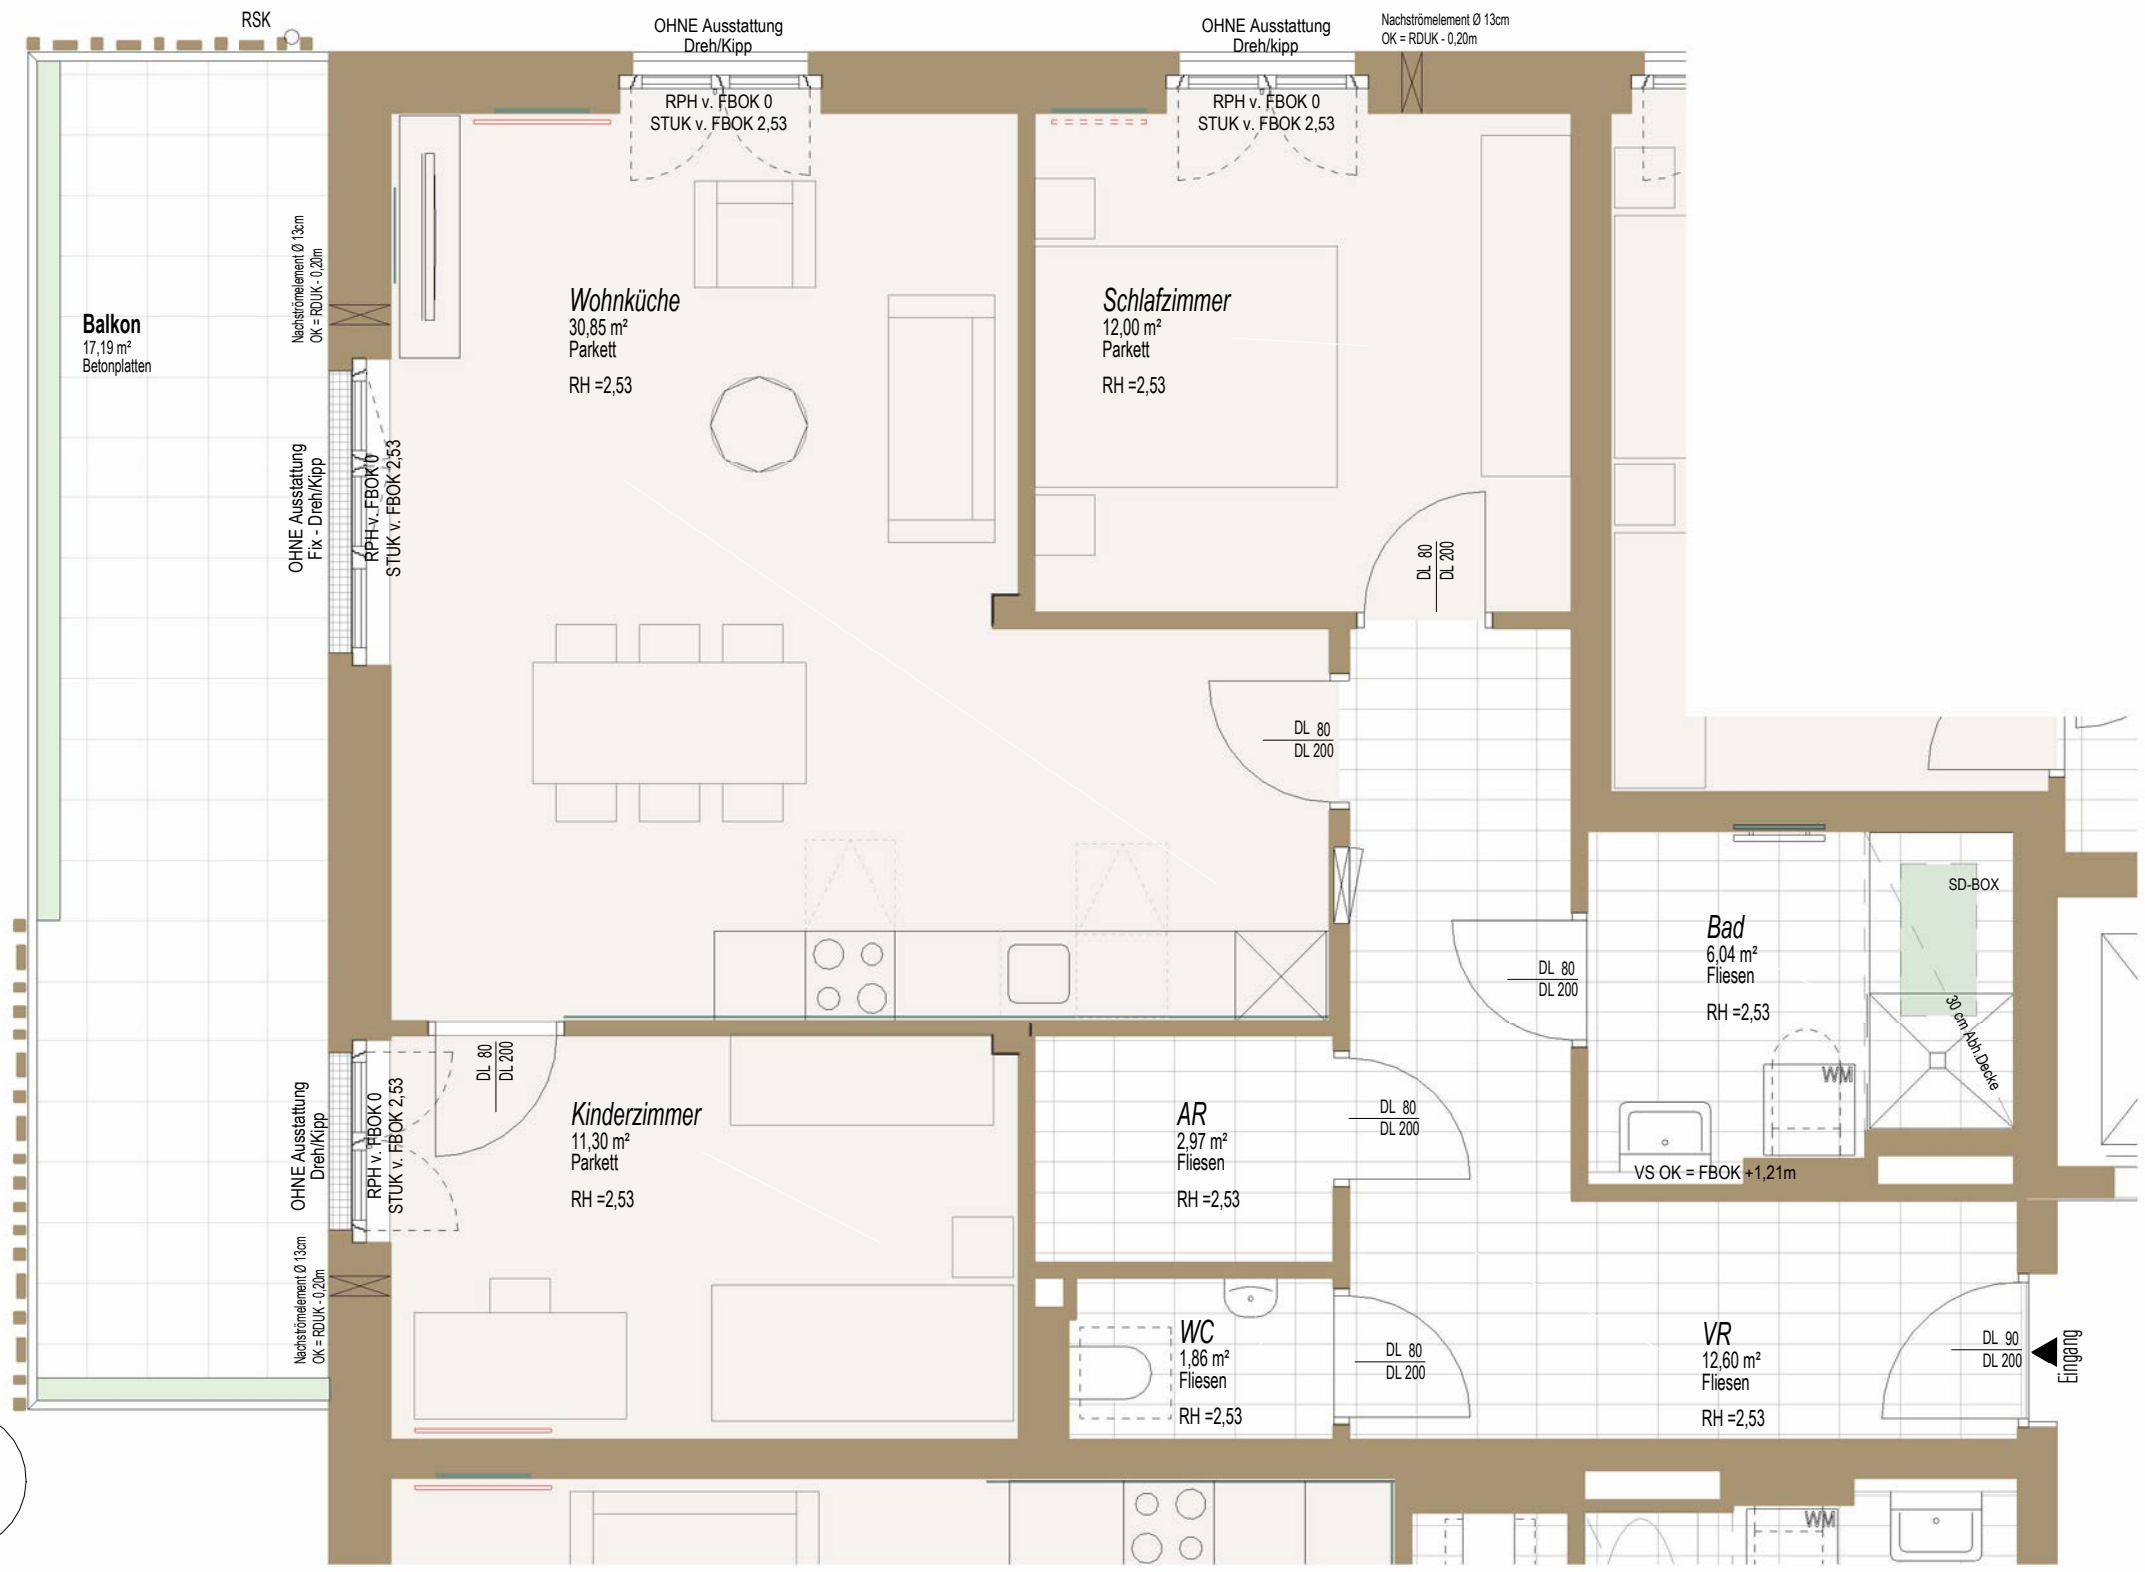 RSK
OHNE Ausstattung
Dreh/Kipp
OHNE Ausstattung
Dreh/kipp
Nachströmelement Ø 13cm
OK = RDUK - 0,20m
RPH v. FBOK 0
STUK v. FBOK 2,53
RPH v. FBOK 0
STUK v. FBOK 2,53
Nachströmelement Ø 13cm
OK = RDUK - 0,20m
Balkon
17,19 m²
Betonplatten
Wohnküche
30,85 m²
Parkett
RH =2,53
Schlafzimmer
12,00 m²
Parkett
RH =2,53
OHNE Ausstattung
Fix - Dreh/Kipp
RPH v. FBOK 0
STUK v. FBOK 2,53
DL 80
DL 200
DL 80
DL 200
SD-BOX
Bad
6,04 m²
Fliesen
RH =2,53
DL 80
DL 200
30 cm Abh.Decke
WM
VS OK = FBOK +1,21m
DL 80
DL 200
OHNE Ausstattung
Dreh/Kipp
RPH v. FBOK 0
STUK v. FBOK 2,53
Kinderzimmer
11,30 m²
Parkett
RH =2,53
AR
2,97 m²
Fliesen
RH =2,53
DL 80
DL 200
Nachströmelement Ø 13cm
OK = RDUK - 0,20m
WC
1,86 m²
Fliesen
RH =2,53
DL 80
DL 200
VR
12,60 m²
Fliesen
RH =2,53
DL 90
DL 200
Eingang
WM